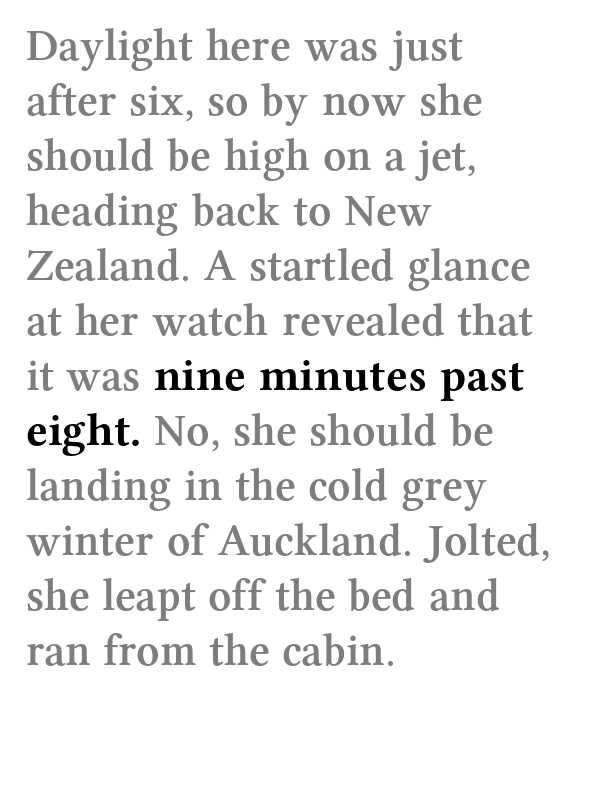 Daylight here was just
after six, so by now she
should be high on a jet,
heading back to New
Zealand. A startled glance
at her watch revealed that
it was nine minutes past
eight. No, she should be
landing in the cold grey
winter of Auckland. Jolted,
she leapt off the bed and
ran from the cabin.